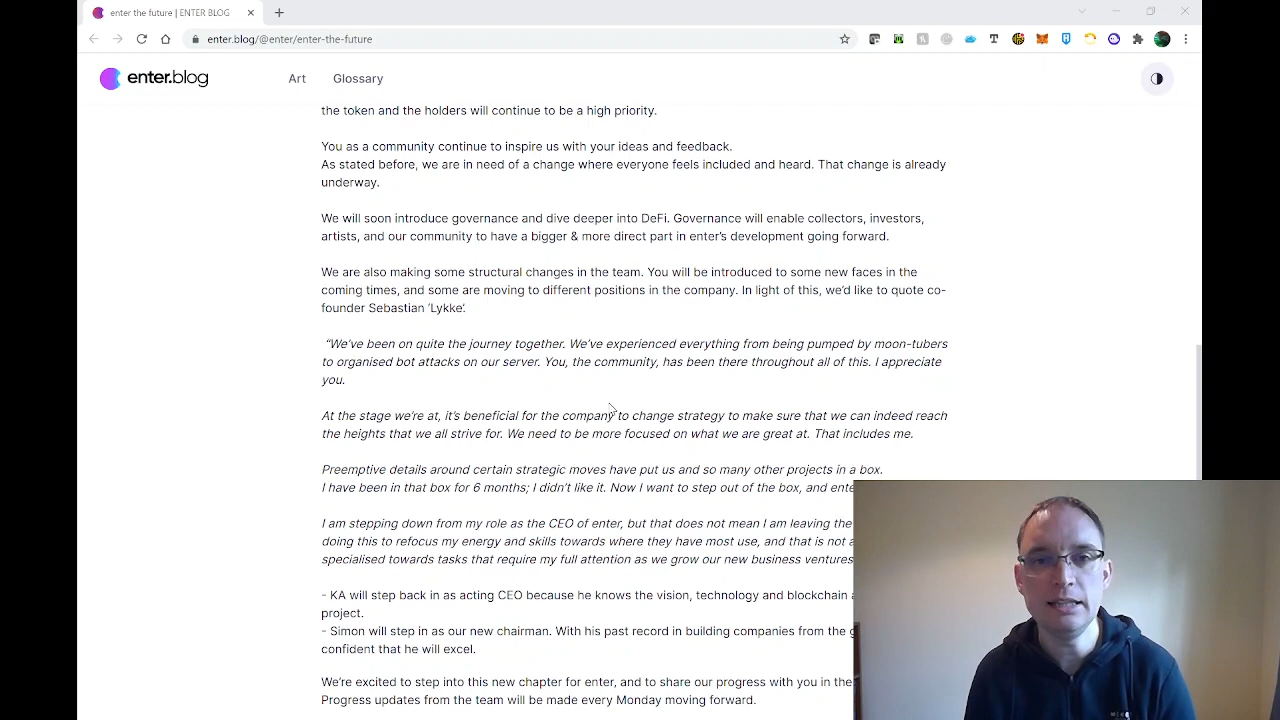 enter the future | ENTER BLOG
enter.blog/@enter/enter-the-future
enter.blog
Art
Glossary
the token and the holders will continue to be a high priority.
You as a community continue to inspire us with your ideas and feedback.
As stated before, we are in need of a change where everyone feels included and heard. That change is already
underway.
We will soon introduce governance and dive deeper into DeFi. Governance will enable collectors, investors,
artists, and our community to have a bigger & more direct part in enter's development going forward.
We are also making some structural changes in the team. You will be introduced to some new faces in the
coming times, and some are moving to different positions in the company. In light of this, we'd like to quote co-
founder Sebastian 'Lykke'.
"We've been on quite the journey together. We've experienced everything from being pumped by moon-tubers
to organised bot attacks on our server. You, the community, has been there throughout all of this. I appreciate
you.
At the stage we're at, it's beneficial for the company to change strategy to make sure that we can indeed reach
the heights that we all strive for. We need to be more focused on what we are great at. That includes me.
Preemptive details around certain strategic moves have put us and so many other projects in a box.
I have been in that box for 6 months; I didn't like it. Now I want to step out of the box, and ente
I am stepping down from my role as the CEO of enter, but that does not mean I am leaving the
doing this to refocus my energy and skills towards where they have most use, and that is not a
specialised towards tasks that require my full attention as we grow our new business ventures
- KA will step back in as acting CEO because he knows the vision, technology and blockchain
project.
- Simon will step in as our new chairman. With his past record in building companies from the g
confident that he will excel.
We're excited to step into this new chapter for enter, and to share our progress with you in the
Progress updates from the team will be made every Monday moving forward.